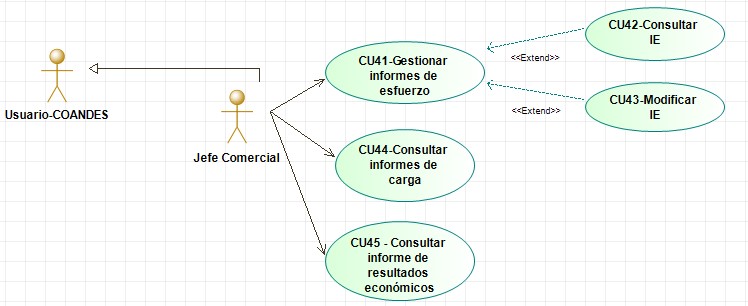 CU42-Consultar
IE
<<Extend>>
CU41-Gestionar
informes de
esfuerzo
CU43-Modificar
IE
<<Extend>>
Usuario-COANDES
Jefe Comercial
CU44-Consultar
informes de
carga
CU45 - Consultar
informe de
resultados
económicos